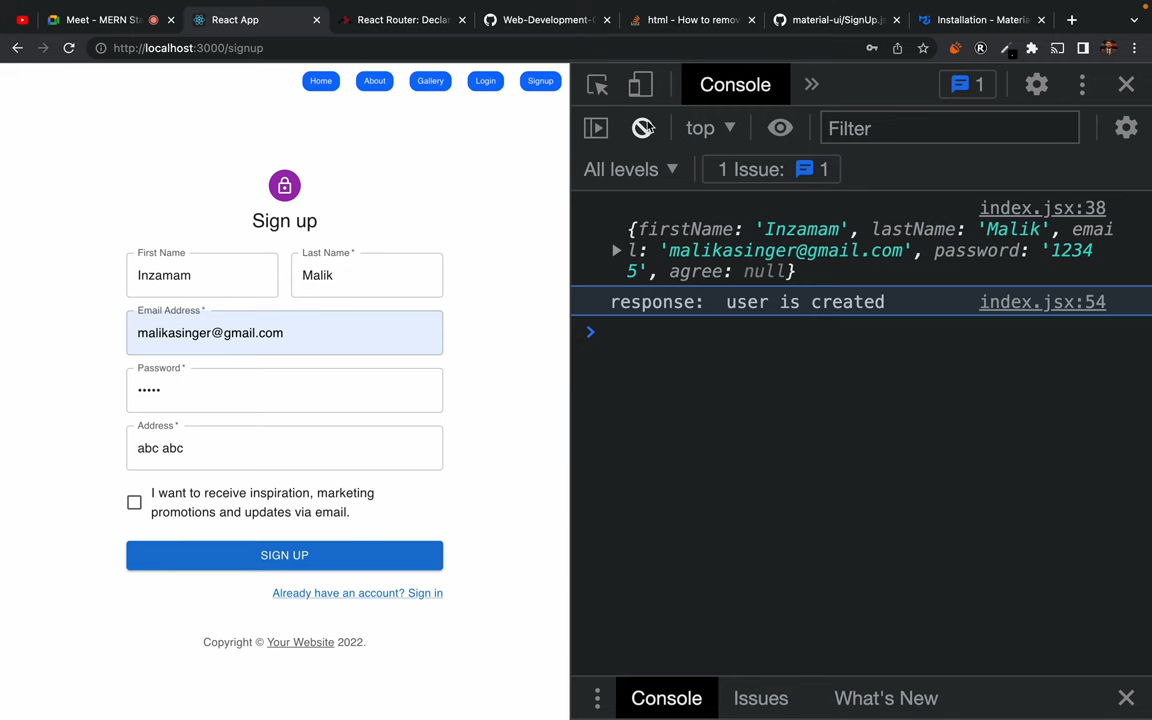 Meet - MERN Sta
React App
React Router: Declar
Web-Development-C
html - How to remov
material-ui/SignUp.js
Installation - Materia
http://localhost:3000/signup
Home
About
Gallery
Login
Signup
Sign up
First Name
Inzamam
Last Name *
Malik
Email Address *
malikasinger@gmail.com
Password *
•••••
Address *
abc abc
I want to receive inspiration, marketing
promotions and updates via email.
SIGN UP
Already have an account? Sign in
Copyright © Your Website 2022.
Console
1
top
Filter
All levels
1 Issue: 1
index.jsx:38
{firstName: 'Inzamam', lastName: 'Malik', emai
l: 'malikasinger@gmail.com', password: '1234
5', agree: null}
response: user is created index.jsx:54
Console
Issues
What's New